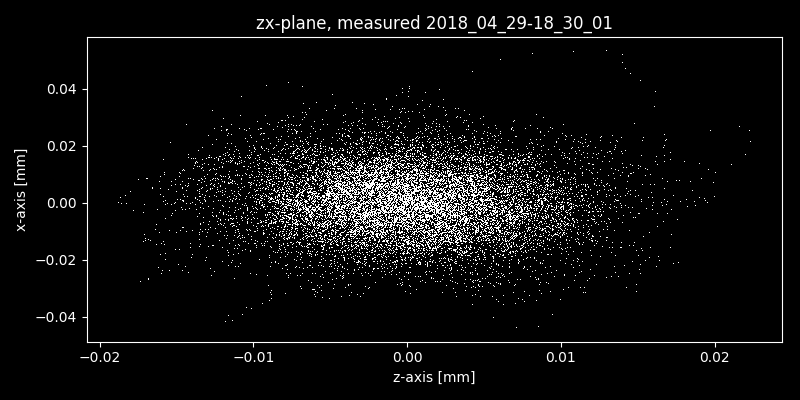 zx-plane, measured 2018_04_29-18_30_01
0.04
0.02
0.00
−0.02
−0.04
x-axis [mm]
−0.02 −0.01 0.00 0.01 0.02
z-axis [mm]